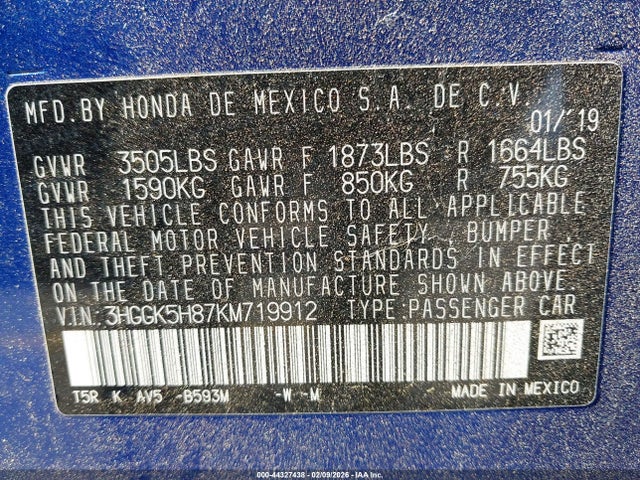 MFD.BY HONDA DE MEXICO S.A. DE C.V.
01/'19
GVWR 3505LBS GAWR F 1873LBS R 1664LBS
GVWR 1590KG GAWR F 850KG R 755KG
THIS VEHICLE CONFORMS TO ALL APPLICABLE
FEDERAL MOTOR VEHICLE SAFETY, BUMPER,
AND THEFT PREVENTION STANDARDS IN EFFECT
ON THE DATE OF MANUFACTURE SHOWN ABOVE
VIN:3HGGK5H87KM719912 TYPE:PASSENGER CAR
T5R K AV5 -B593M -W -M MADE IN MEXICO
000-44327438 - 02/09/2026 - IAAI.CA